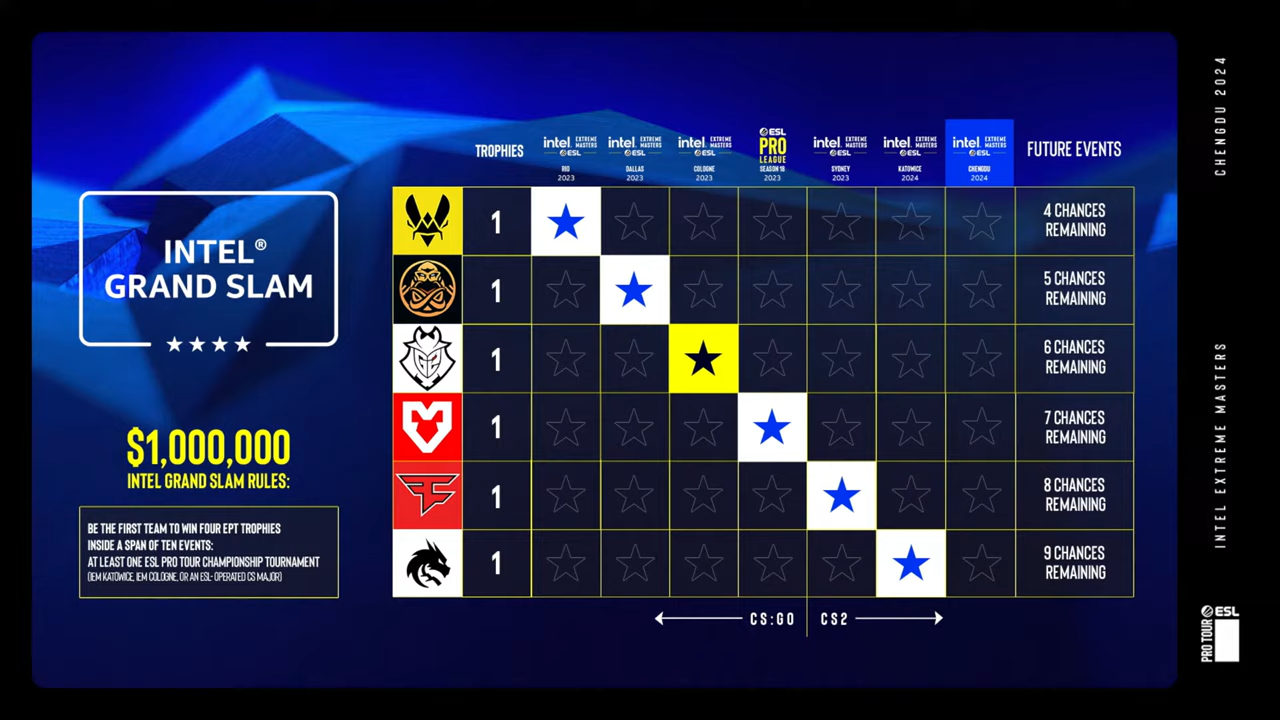 CHENGDU 2024
INTEL EXTREME MASTERS
ESL
PRO TOUR
INTEL®
GRAND SLAM
$1,000,000
INTEL GRAND SLAM RULES:
BE THE FIRST TEAM TO WIN FOUR EPT TROPHIES
INSIDE A SPAN OF TEN EVENTS:
AT LEAST ONE ESL PRO TOUR CHAMPIONSHIP TOURNAMENT
(IEM KATOWICE, IEM COLOGNE, OR AN ESL- OPERATED CS MAJOR)
TROPHIES
intel. EXTREME MASTERS
ESL
RIO
2023
intel. EXTREME MASTERS
ESL
DALLAS
2023
intel. EXTREME MASTERS
ESL
COLOGNE
2023
ESL
PRO
LEAGUE
SEASON 18
2023
intel. EXTREME MASTERS
ESL
SYDNEY
2023
intel. EXTREME MASTERS
ESL
KATOWICE
2024
intel. EXTREME MASTERS
ESL
CHENGDU
2024
FUTURE EVENTS
1
4 CHANCES
REMAINING
1
5 CHANCES
REMAINING
1
6 CHANCES
REMAINING
1
7 CHANCES
REMAINING
1
8 CHANCES
REMAINING
1
9 CHANCES
REMAINING
CS:GO
CS2